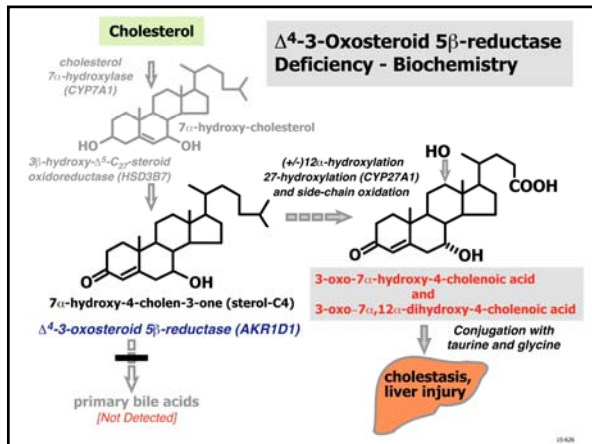 Cholesterol
Δ⁴-3-Oxosteroid 5β-reductase
Deficiency - Biochemistry
cholesterol
7α-hydroxylase
(CYP7A1)
HO
OH
7α-hydroxy-cholesterol
3β-hydroxy-Δ⁵-C₂₇-steroid
oxidoreductase (HSD3B7)
(+/-)12α-hydroxylation
27-hydroxylation (CYP27A1)
and side-chain oxidation
HO
COOH
O
OH
O
OH
7α-hydroxy-4-cholen-3-one (sterol-C4)
3-oxo-7α-hydroxy-4-cholenoic acid
and
3-oxo-7α,12α-dihydroxy-4-cholenoic acid
Δ⁴-3-oxosteroid 5β-reductase (AKR1D1)
Conjugation with
taurine and glycine
primary bile acids
[Not Detected]
cholestasis,
liver injury
15-626